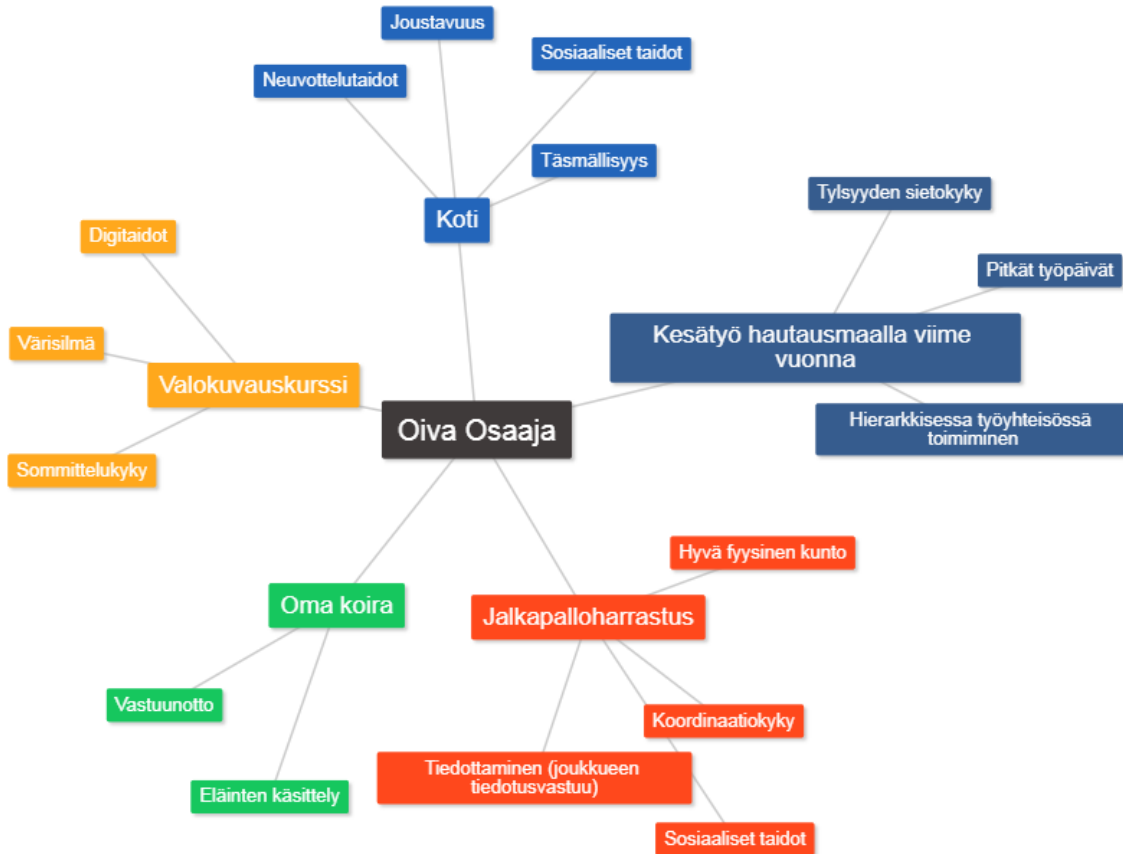 Joustavuus
Sosiaaliset taidot
Neuvottelutaidot
Täsmällisyys
Koti
Tylsyyden sietokyky
Pitkät työpäivät
Kesätyö hautausmaalla viime
vuonna
Hierarkkisessa työyhteisössä
toimiminen
Digitaidot
Värisilmä
Valokuvauskurssi
Sommittelukyky
Oiva Osaaja
Oma koira
Vastuunotto
Eläinten käsittely
Hyvä fyysinen kunto
Jalkapalloharrastus
Koordinaatiokyky
Tiedottaminen (joukkueen
tiedotusvastuu)
Sosiaaliset taidot